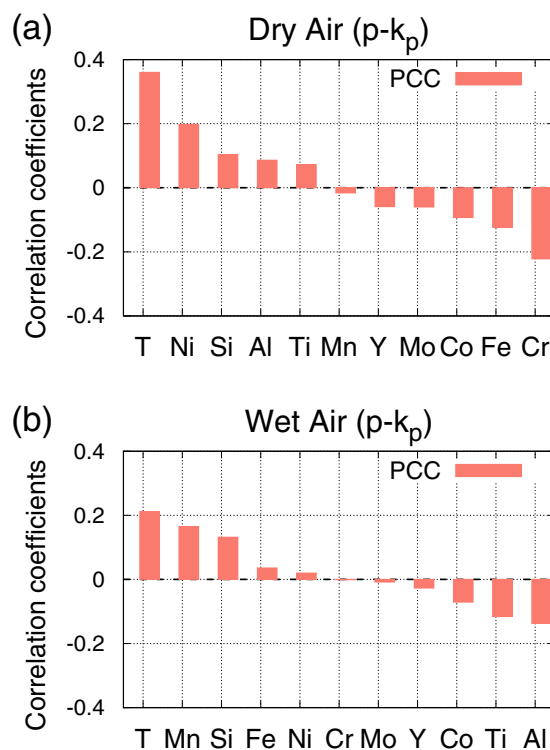 (a)
Dry Air (p-kp)
PCC
Correlation coefficients
0.4
0.2
0
-0.2
-0.4
T Ni Si Al Ti Mn Y Mo Co Fe Cr
(b)
Wet Air (p-kp)
PCC
Correlation coefficients
0.4
0.2
0
-0.2
-0.4
T Mn Si Fe Ni Cr Mo Y Co Ti Al